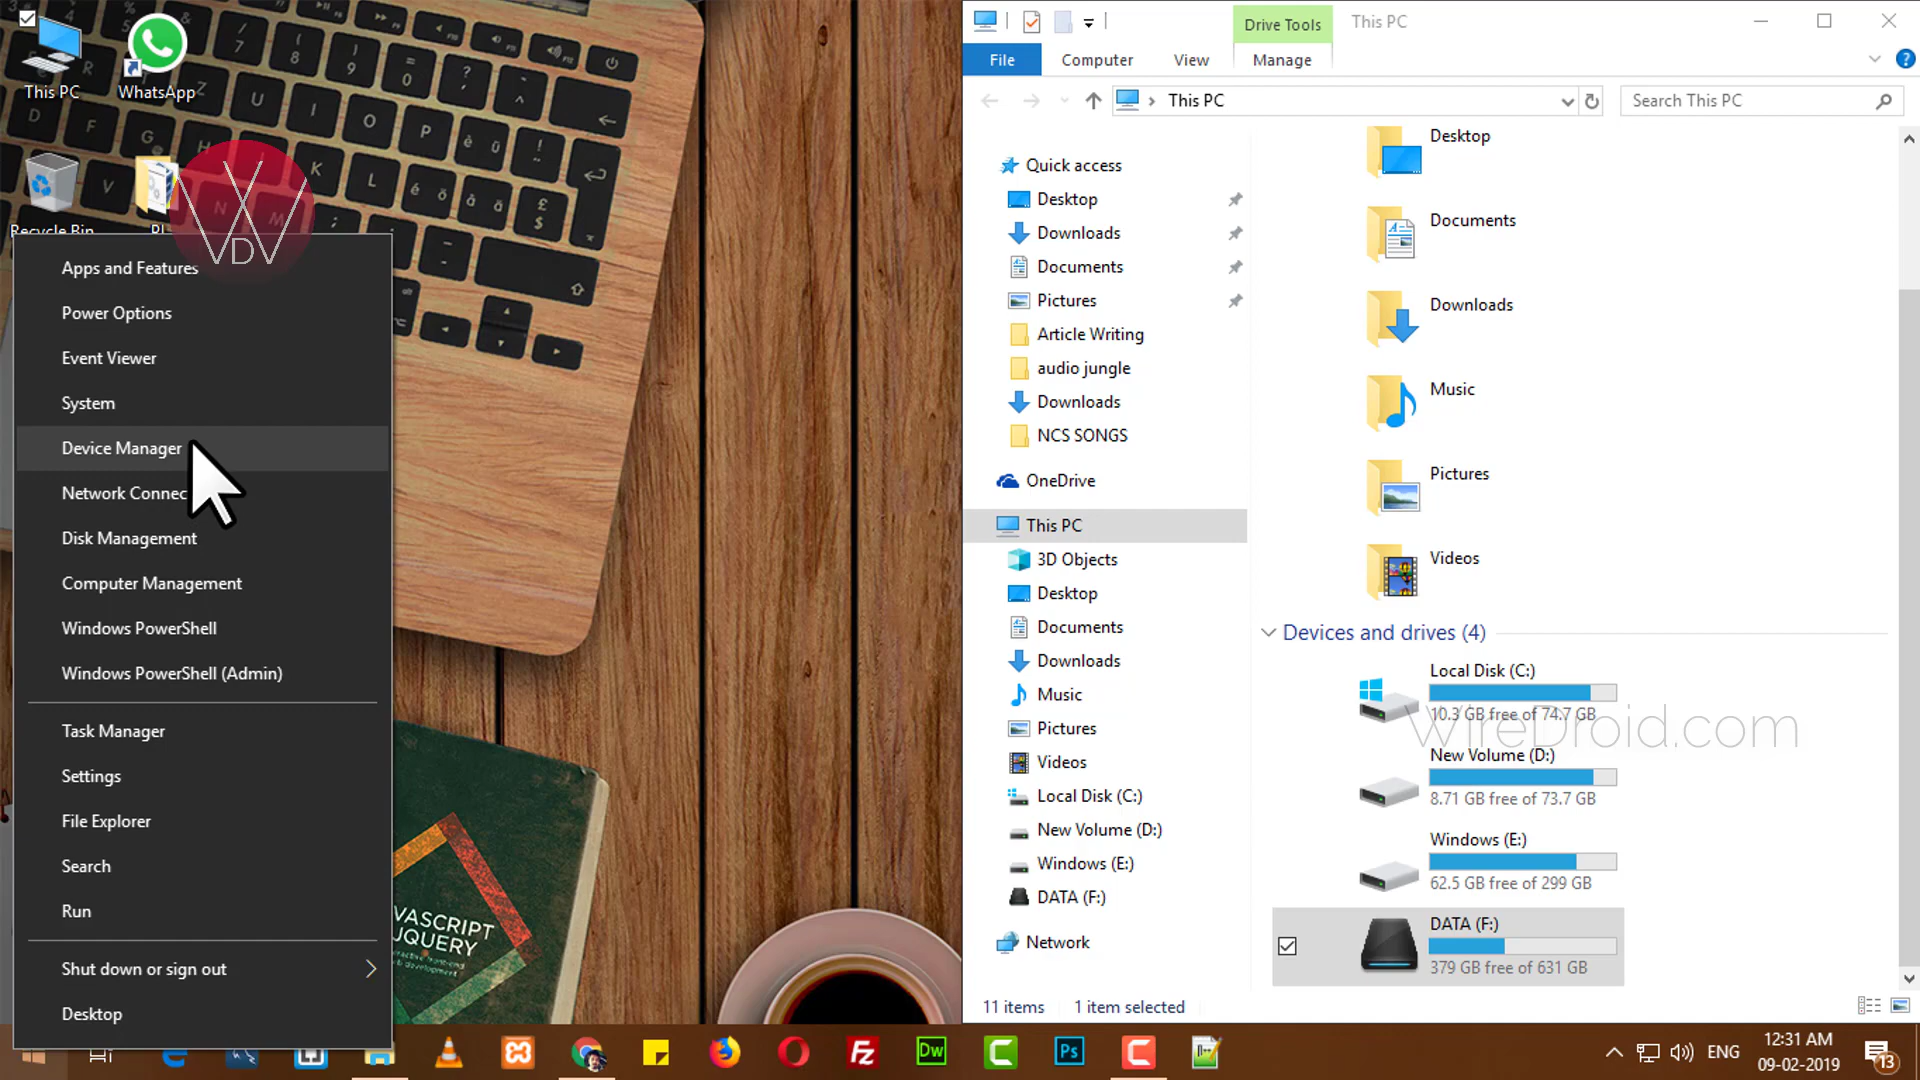 This PC
WhatsApp
Recycle Bin
Apps and Features
Power Options
Event Viewer
System
Device Manager
Network Connec
Disk Management
Computer Management
Windows PowerShell
Windows PowerShell (Admin)
Task Manager
Settings
File Explorer
Search
Run
Shut down or sign out
Desktop
VDV
AVASCRIPT
JQUERY
Drive Tools
This PC
File
Computer
View
Manage
This PC
Search This PC
Quick access
Desktop
Downloads
Documents
Pictures
Article Writing
audio jungle
Downloads
NCS SONGS
OneDrive
This PC
3D Objects
Desktop
Documents
Downloads
Music
Pictures
Videos
Local Disk (C:)
New Volume (D:)
Windows (E:)
DATA (F:)
Network
Desktop
Documents
Downloads
Music
Pictures
Videos
Devices and drives (4)
Local Disk (C:)
10.3 GB free of 74.7 GB
WireDroid.com
New Volume (D:)
8.71 GB free of 73.7 GB
Windows (E:)
62.5 GB free of 299 GB
DATA (F:)
379 GB free of 631 GB
11 items 1 item selected
Fz
Dw
C
Ps
C
ENG
12:31 AM
09-02-2019
13